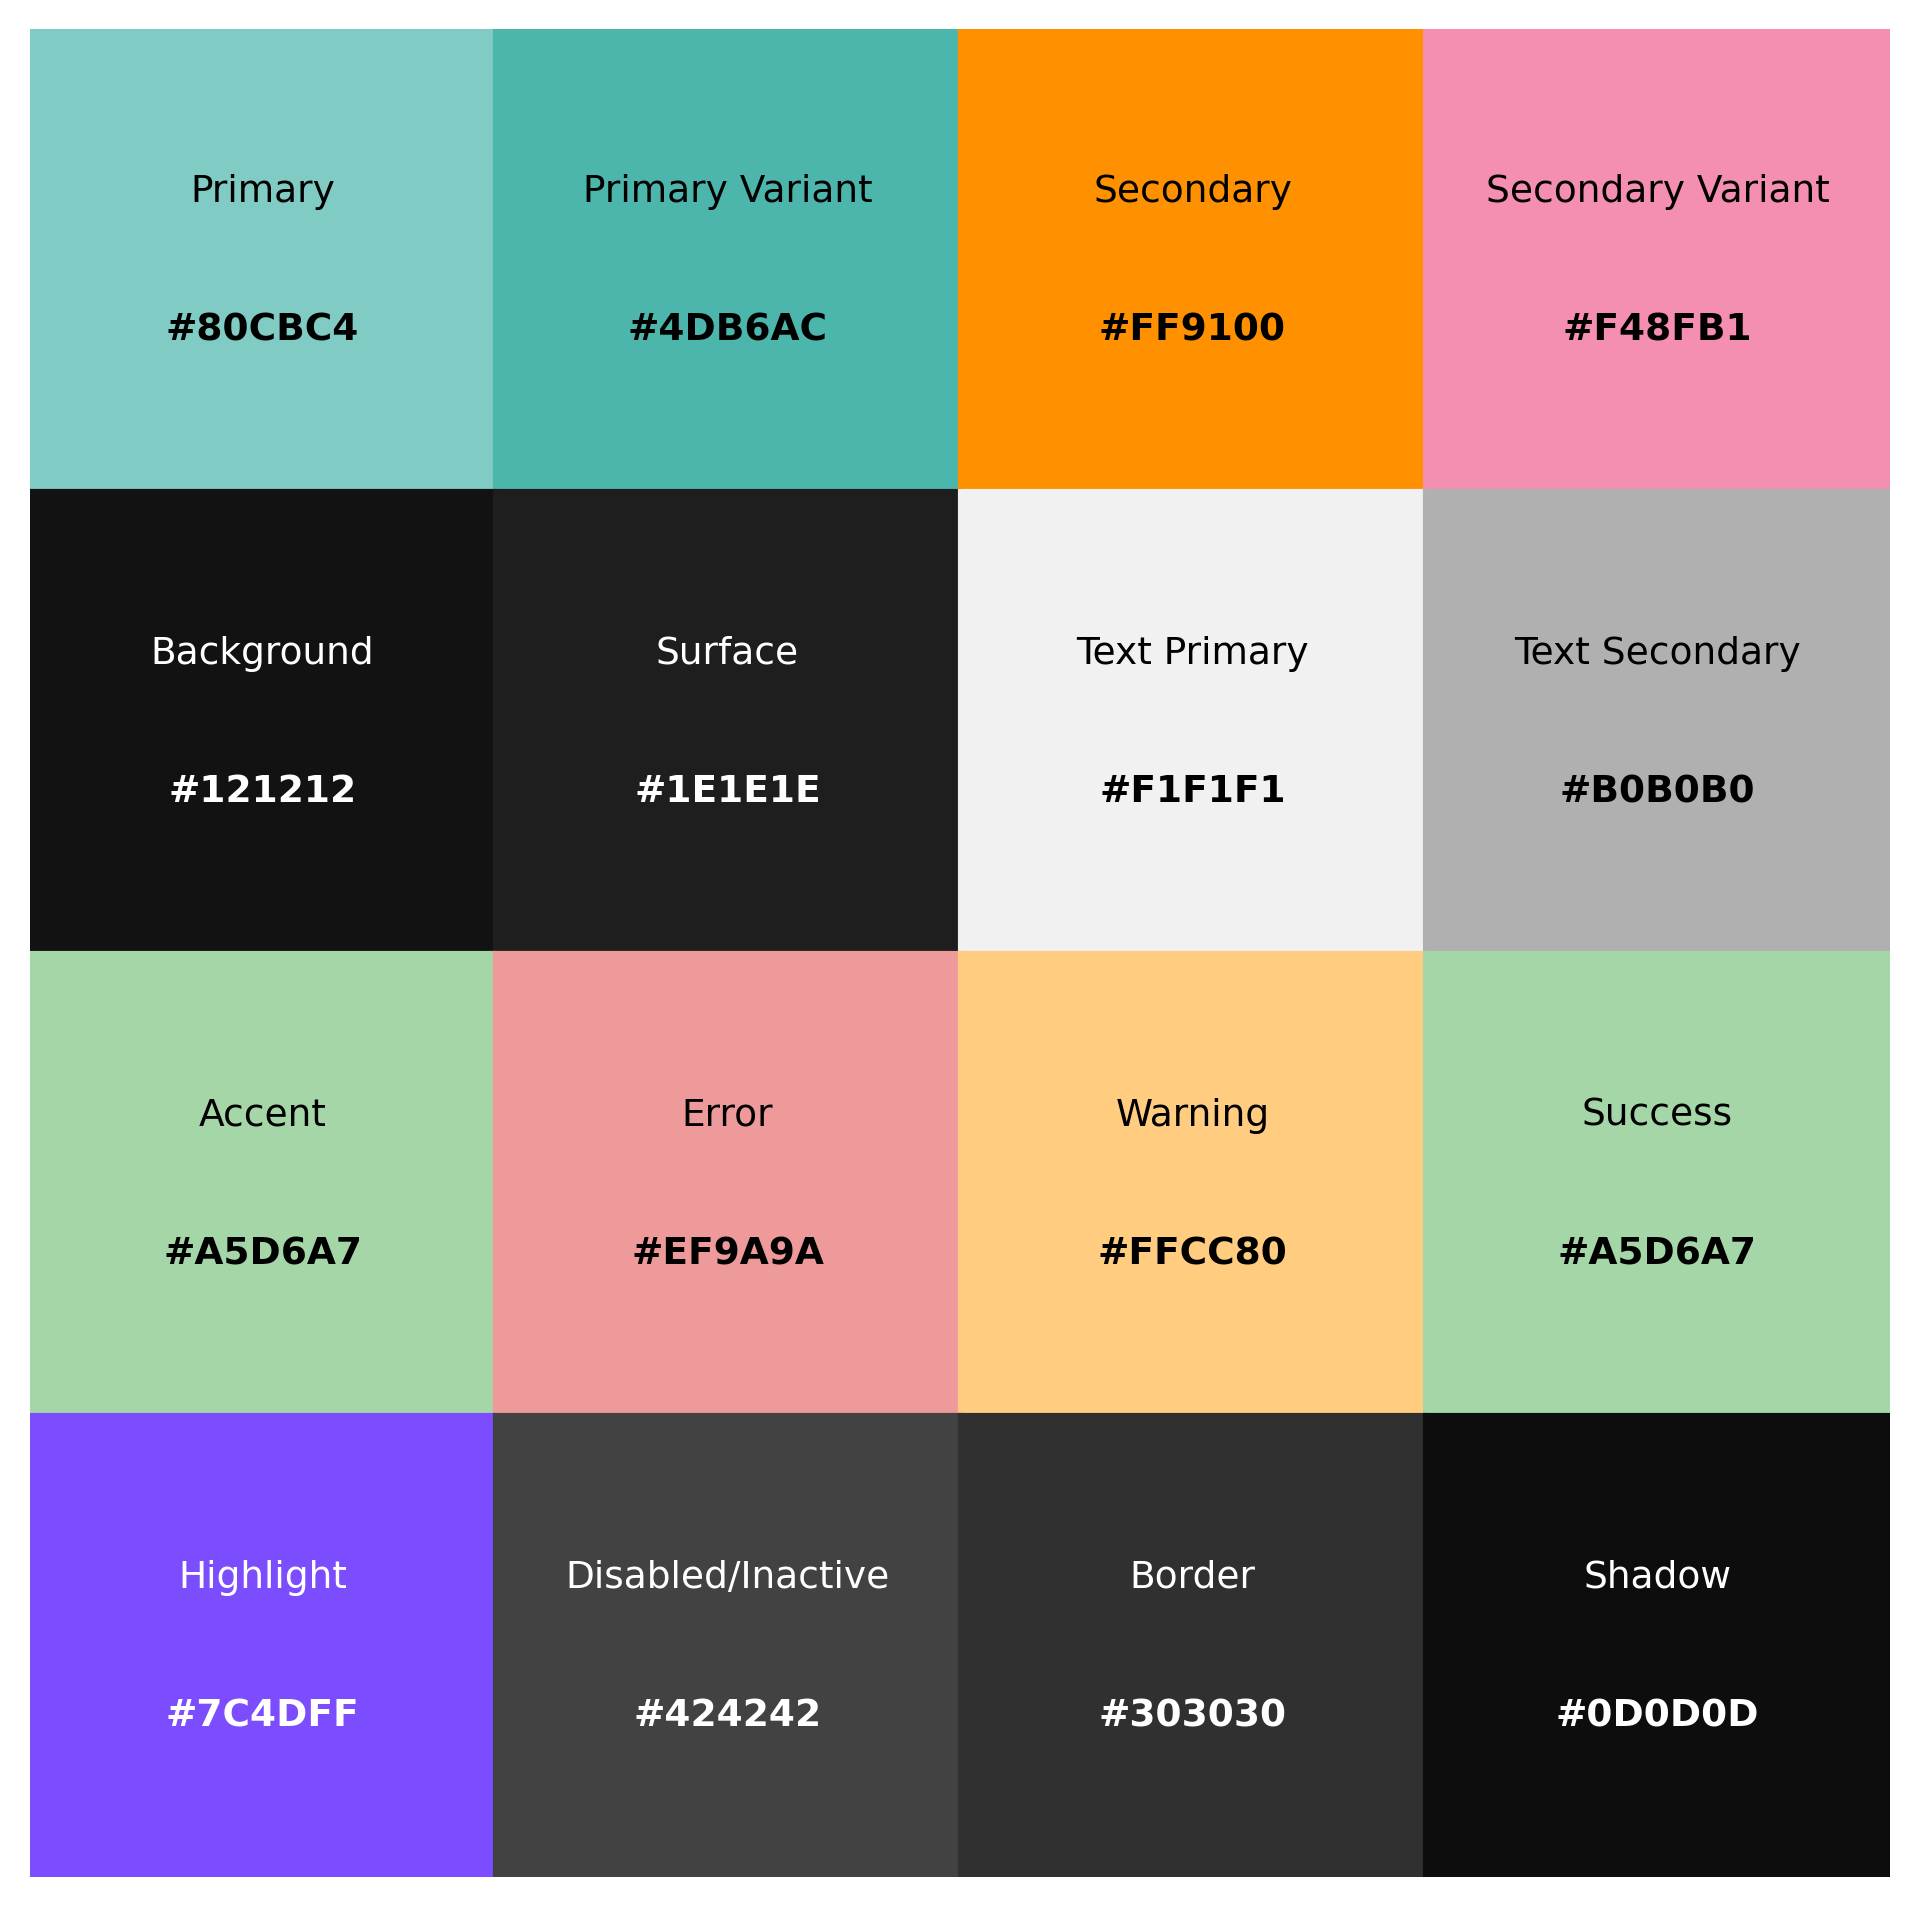 Primary
#80CBC4
Primary Variant
#4DB6AC
Secondary
#FF9100
Secondary Variant
#F48FB1
Background
#121212
Surface
#1E1E1E
Text Primary
#F1F1F1
Text Secondary
#B0B0B0
Accent
#A5D6A7
Error
#EF9A9A
Warning
#FFCC80
Success
#A5D6A7
Highlight
#7C4DFF
Disabled/Inactive
#424242
Border
#303030
Shadow
#0D0D0D